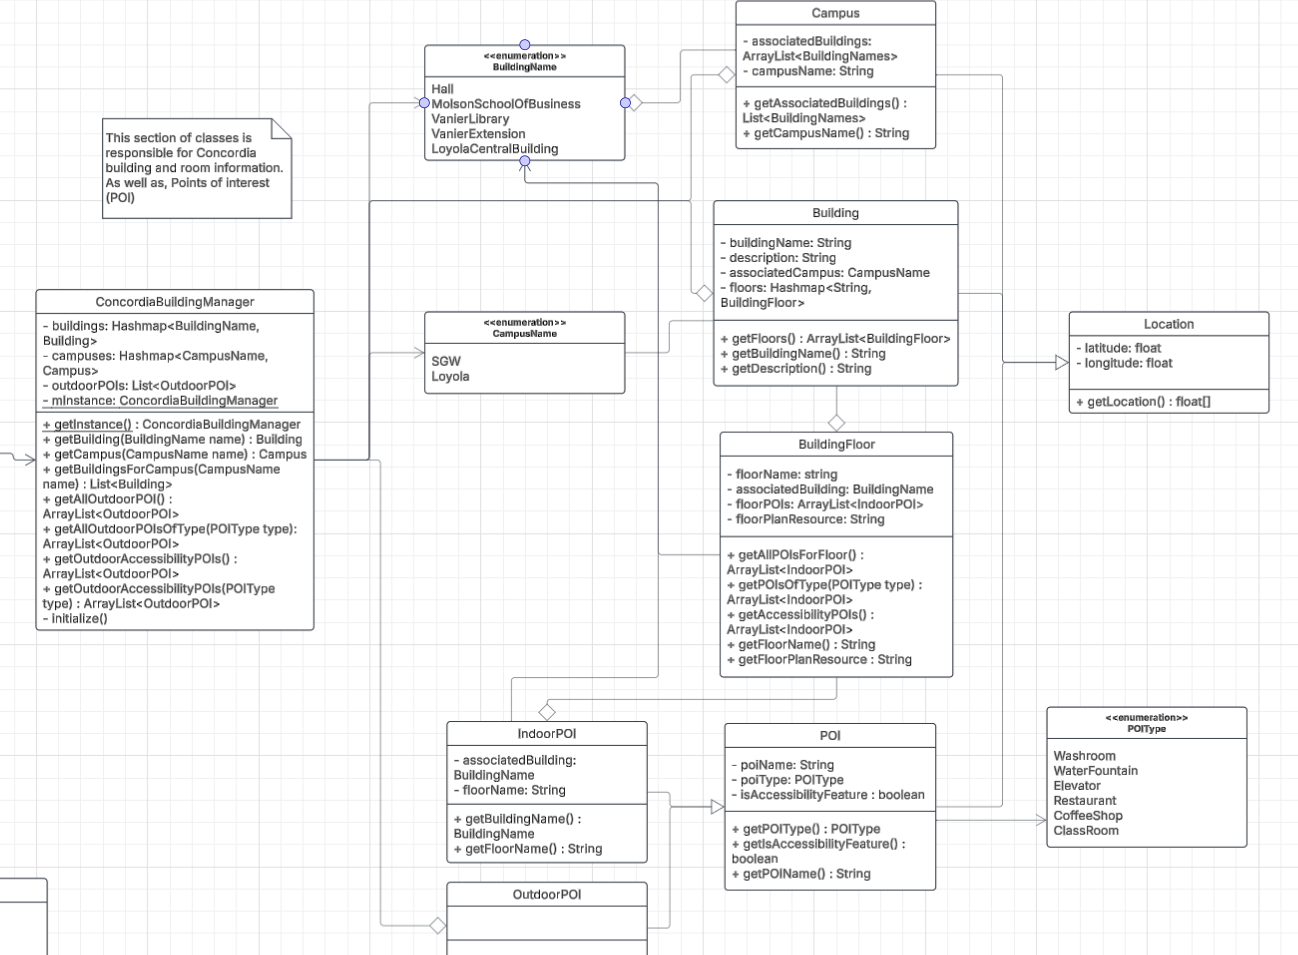 Campus
- associatedBuildings:
ArrayList<BuildingNames>
- campusName: String
+ getAssociatedBuildings() :
List<BuildingNames>
+ getCampusName() : String
<<enumeration>>
BuildingName
Hall
MolsonSchoolOfBusiness
VanierLibrary
VanierExtension
LoyolaCentralBuilding
This section of classes is
responsible for Concordia
building and room information.
As well as, Points of interest
(POI)
Building
- buildingName: String
- description: String
- associatedCampus: CampusName
- floors: Hashmap<String,
BuildingFloor>
+ getFloors() : ArrayList<BuildingFloor>
+ getBuildingName() : String
+ getDescription() : String
ConcordiaBuildingManager
- buildings: Hashmap<BuildingName,
Building>
- campuses: Hashmap<CampusName,
Campus>
- outdoorPOIs: List<OutdoorPOI>
- mInstance: ConcordiaBuildingManager
+ getInstance() : ConcordiaBuildingManager
+ getBuilding(BuildingName name) : Building
+ getCampus(CampusName name) : Campus
+ getBuildingsForCampus(CampusName
name) : List<Building>
+ getAllOutdoorPOI() :
ArrayList<OutdoorPOI>
+ getAllOutdoorPOIsOfType(POIType type):
ArrayList<OutdoorPOI>
+ getOutdoorAccessibilityPOIs() :
ArrayList<OutdoorPOI>
+ getOutdoorAccessibilityPOIs(POIType
type) : ArrayList<OutdoorPOI>
- initialize()
<<enumeration>>
CampusName
SGW
Loyola
Location
- latitude: float
- longitude: float
+ getLocation() : float[]
BuildingFloor
- floorName: string
- associatedBuilding: BuildingName
- floorPOIs: ArrayList<IndoorPOI>
- floorPlanResource: String
+ getAllPOIsForFloor() :
ArrayList<IndoorPOI>
+ getPOIsOfType(POIType type) :
ArrayList<IndoorPOI>
+ getAccessibilityPOIs() :
ArrayList<IndoorPOI>
+ getFloorName() : String
+ getFloorPlanResource : String
IndoorPOI
- associatedBuilding:
BuildingName
- floorName: String
+ getBuildingName() :
BuildingName
+ getFloorName() : String
POI
- poiName: String
- poiType: POIType
- isAccessibilityFeature : boolean
+ getPOIType() : POIType
+ getIsAccessibilityFeature() :
boolean
+ getPOIName() : String
<<enumeration>>
POIType
Washroom
WaterFountain
Elevator
Restaurant
CoffeeShop
ClassRoom
OutdoorPOI